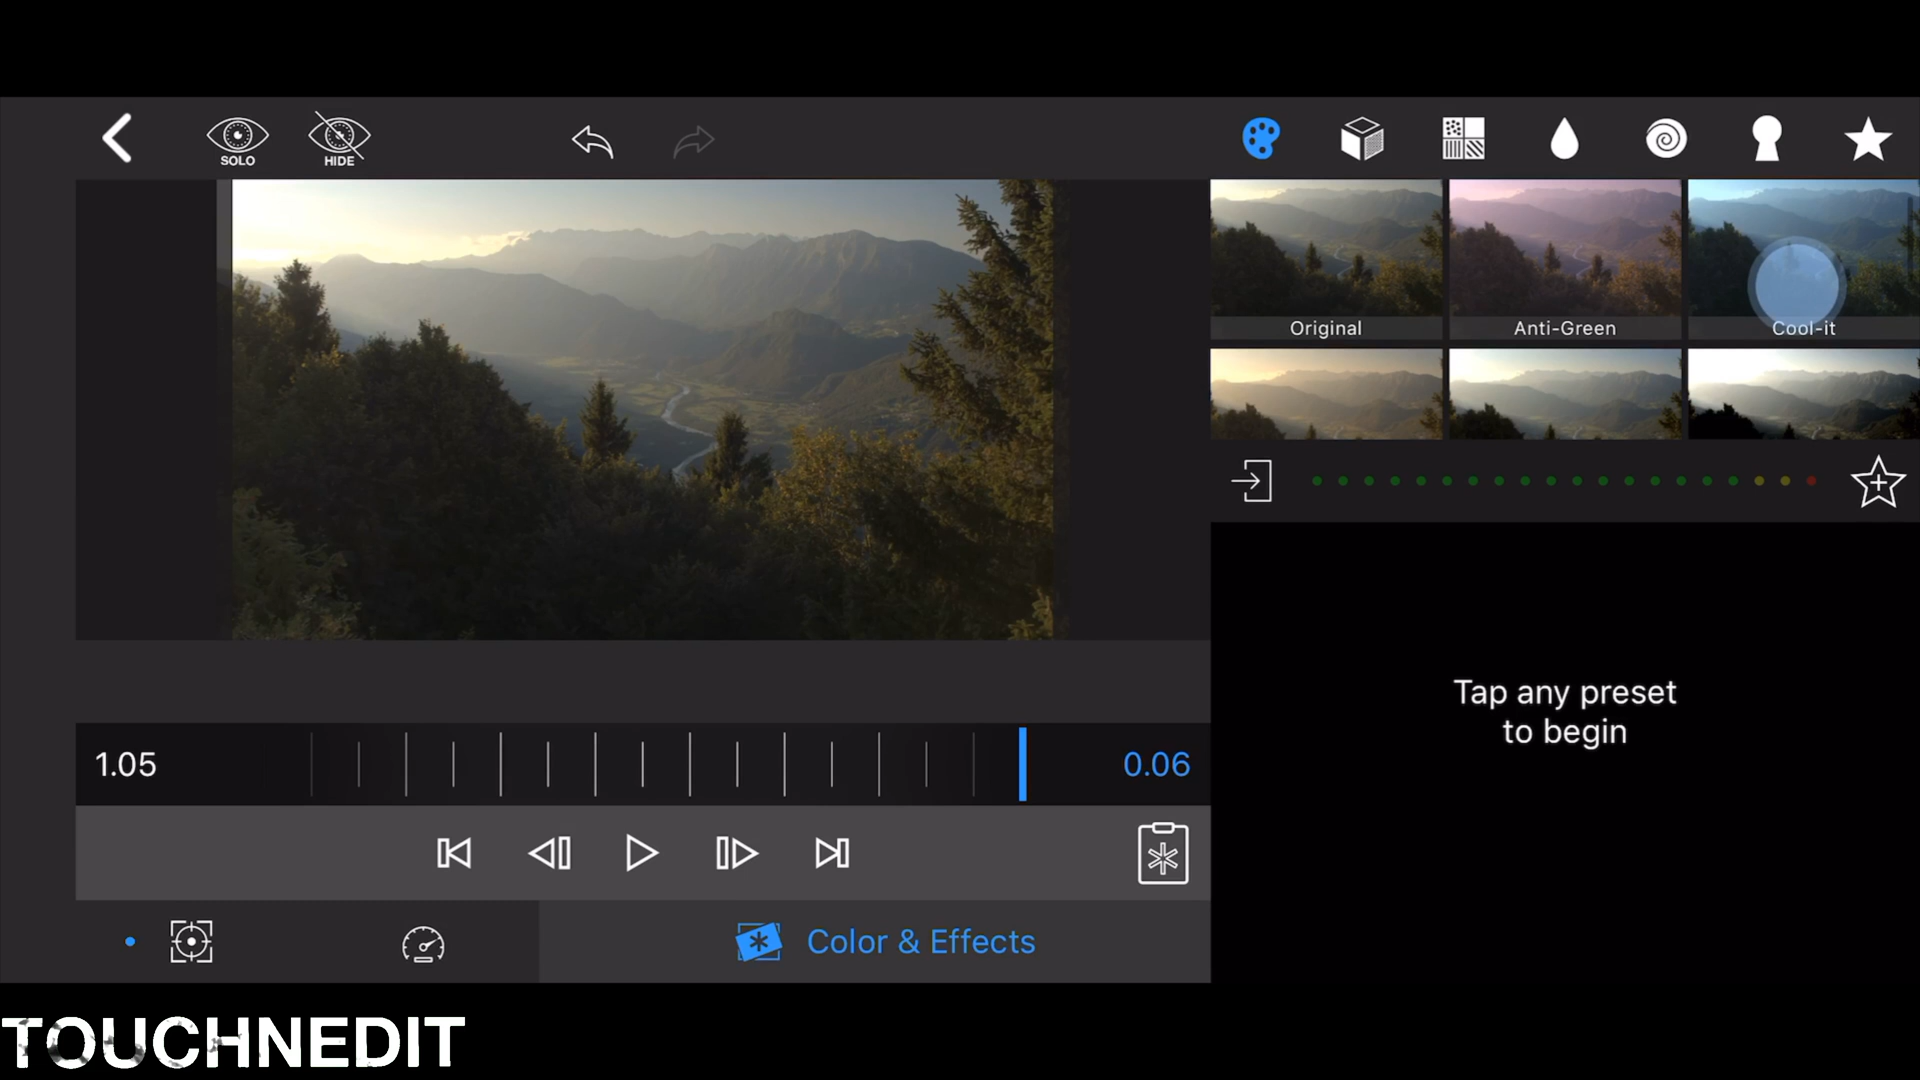 SOLO
HIDE
Original
Anti-Green
Cool-it
Tap any preset
to begin
1.05
0.06
Color & Effects
TOUCHNEDIT